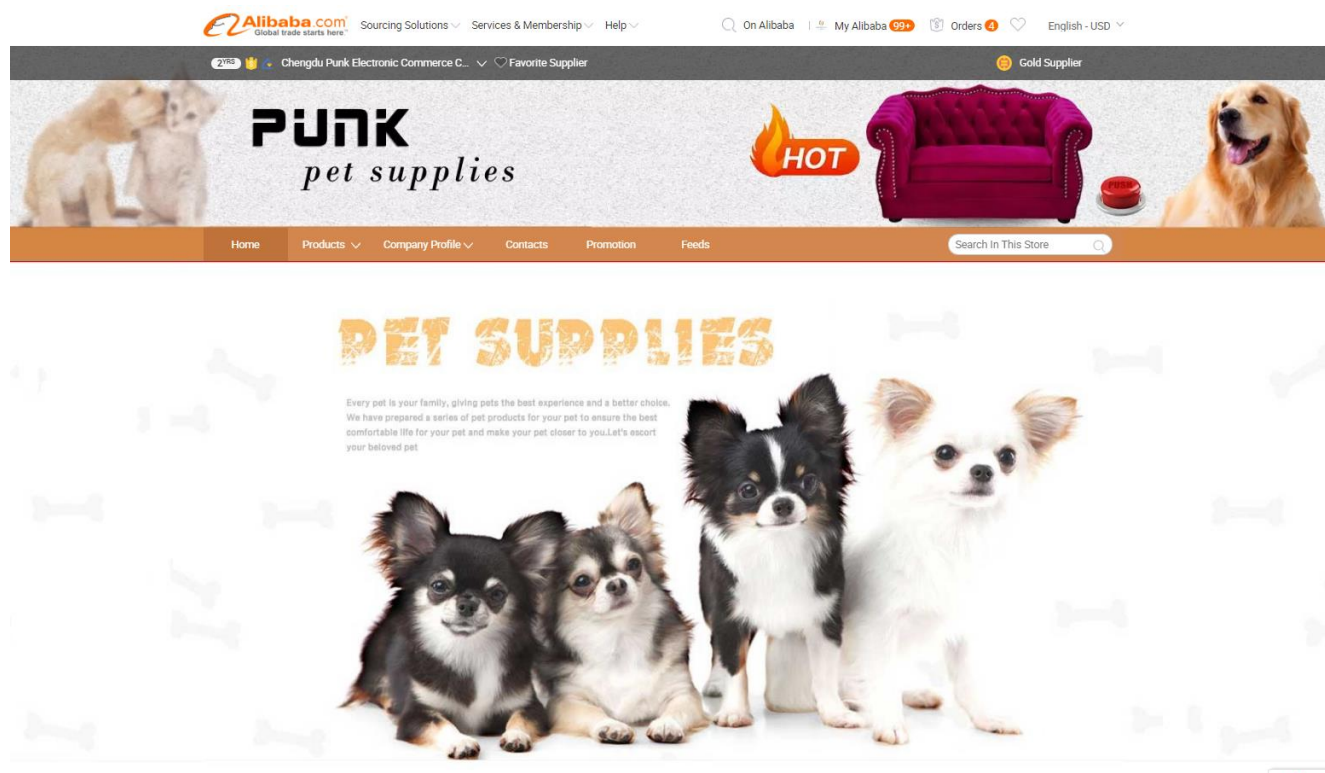 Alibaba.com
Global trade starts here.™
Sourcing Solutions
Services & Membership
Help
On Alibaba
My Alibaba 99+
Orders 4
English - USD
2YRS
Chengdu Punk Electronic Commerce C...
Favorite Supplier
Gold Supplier
PUNK
pet supplies
HOT
PUSH
Home
Products
Company Profile
Contacts
Promotion
Feeds
Search In This Store
PET SUPPLIES
Every pet is your family, giving pets the best experience and a better choice.
We have prepared a series of pet products for your pet to ensure the best
comfortable life for your pet and make your pet closer to you.Let's escort
your beloved pet